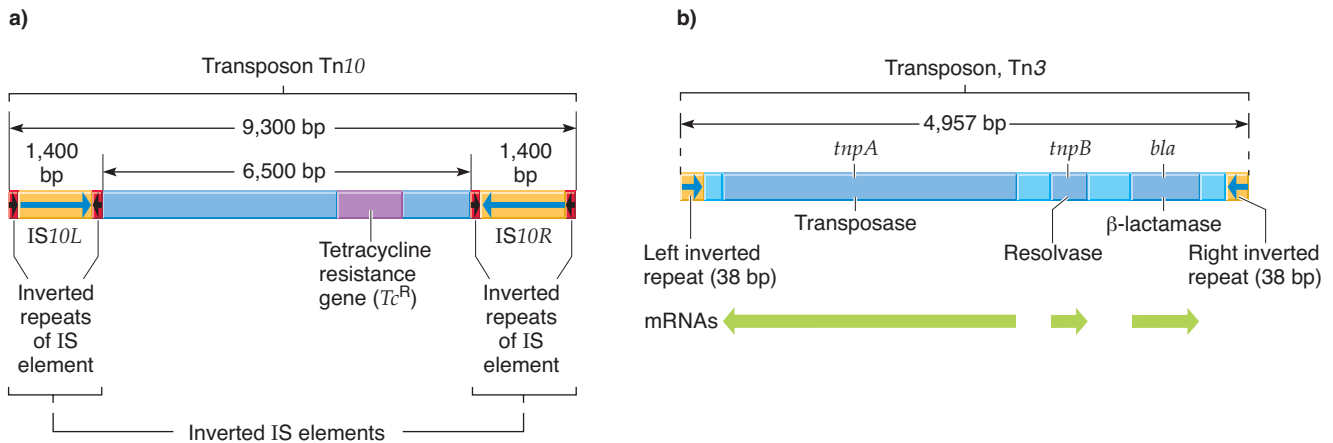 a)
Transposon Tn10
9,300 bp
1,400
bp
6,500 bp
1,400
bp
IS10L
IS10R
Tetracycline
resistance
gene (TcR)
Inverted
repeats
of IS
element
Inverted
repeats
of IS
element
Inverted IS elements
b)
Transposon, Tn3
4,957 bp
tnpA
tnpB
bla
Transposase
Resolvase
β-lactamase
Left inverted
repeat (38 bp)
Right inverted
repeat (38 bp)
mRNAs